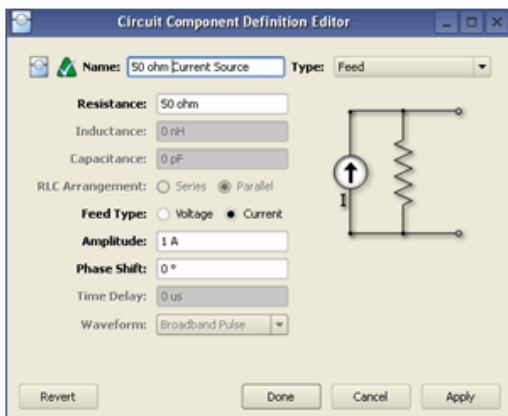 Circuit Component Definition Editor
Name: 50 ohm Current Source Type: Feed
Resistance: 50 ohm
Inductance: 0 nH
Capacitance: 0 pF
RLC Arrangement: Series Parallel
Feed Type: Voltage Current
Amplitude: 1 A
Phase Shift: 0 °
Time Delay: 0 us
Waveform: Broadband Pulse
I
Revert Done Cancel Apply